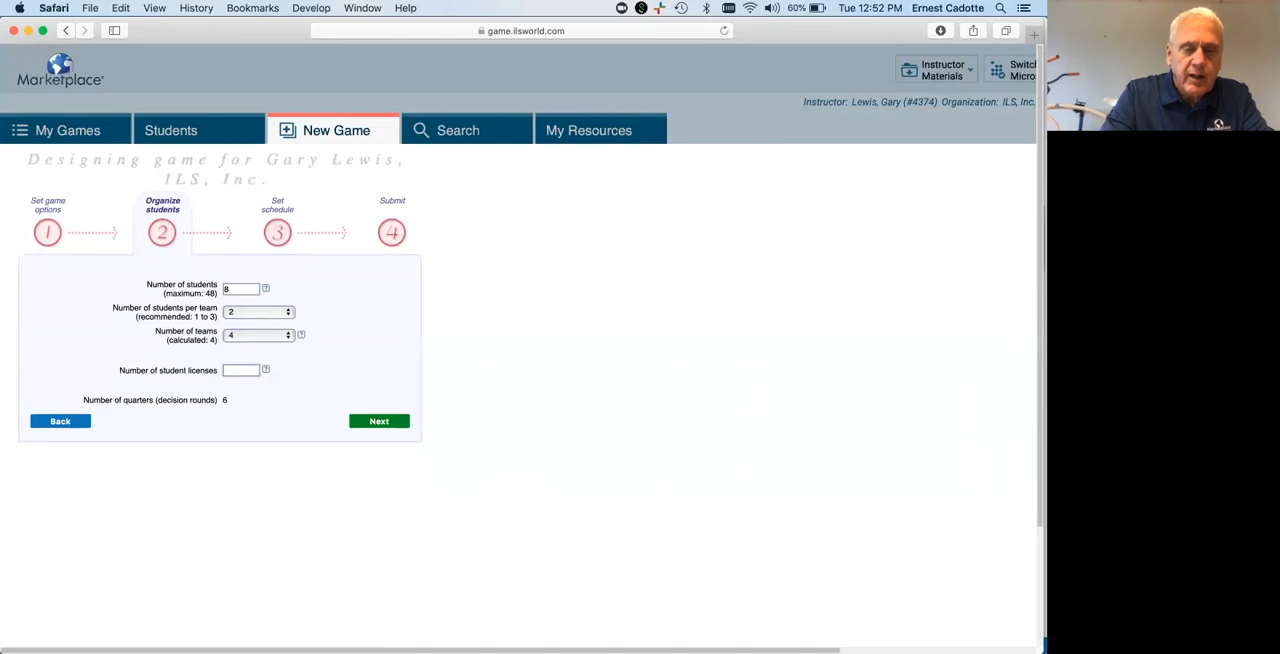 Safari File Edit View History Bookmarks Develop Window Help 60% Tue 12:52 PM Ernest Cadotte
game.ilsworld.com
Marketplace
Instructor Materials
Switch
Micros
Instructor: Lewis, Gary (#4374) Organization: ILS, Inc.
My Games Students New Game Search My Resources
Designing game for Gary Lewis,
ILS, Inc.
Set game options
Organize students
Set schedule
Submit
1 2 3 4
Number of students
(maximum: 48) 8 ?
Number of students per team
(recommended: 1 to 3) 2
Number of teams
(calculated: 4) 4 ?
Number of student licenses ?
Number of quarters (decision rounds) 6
Back Next